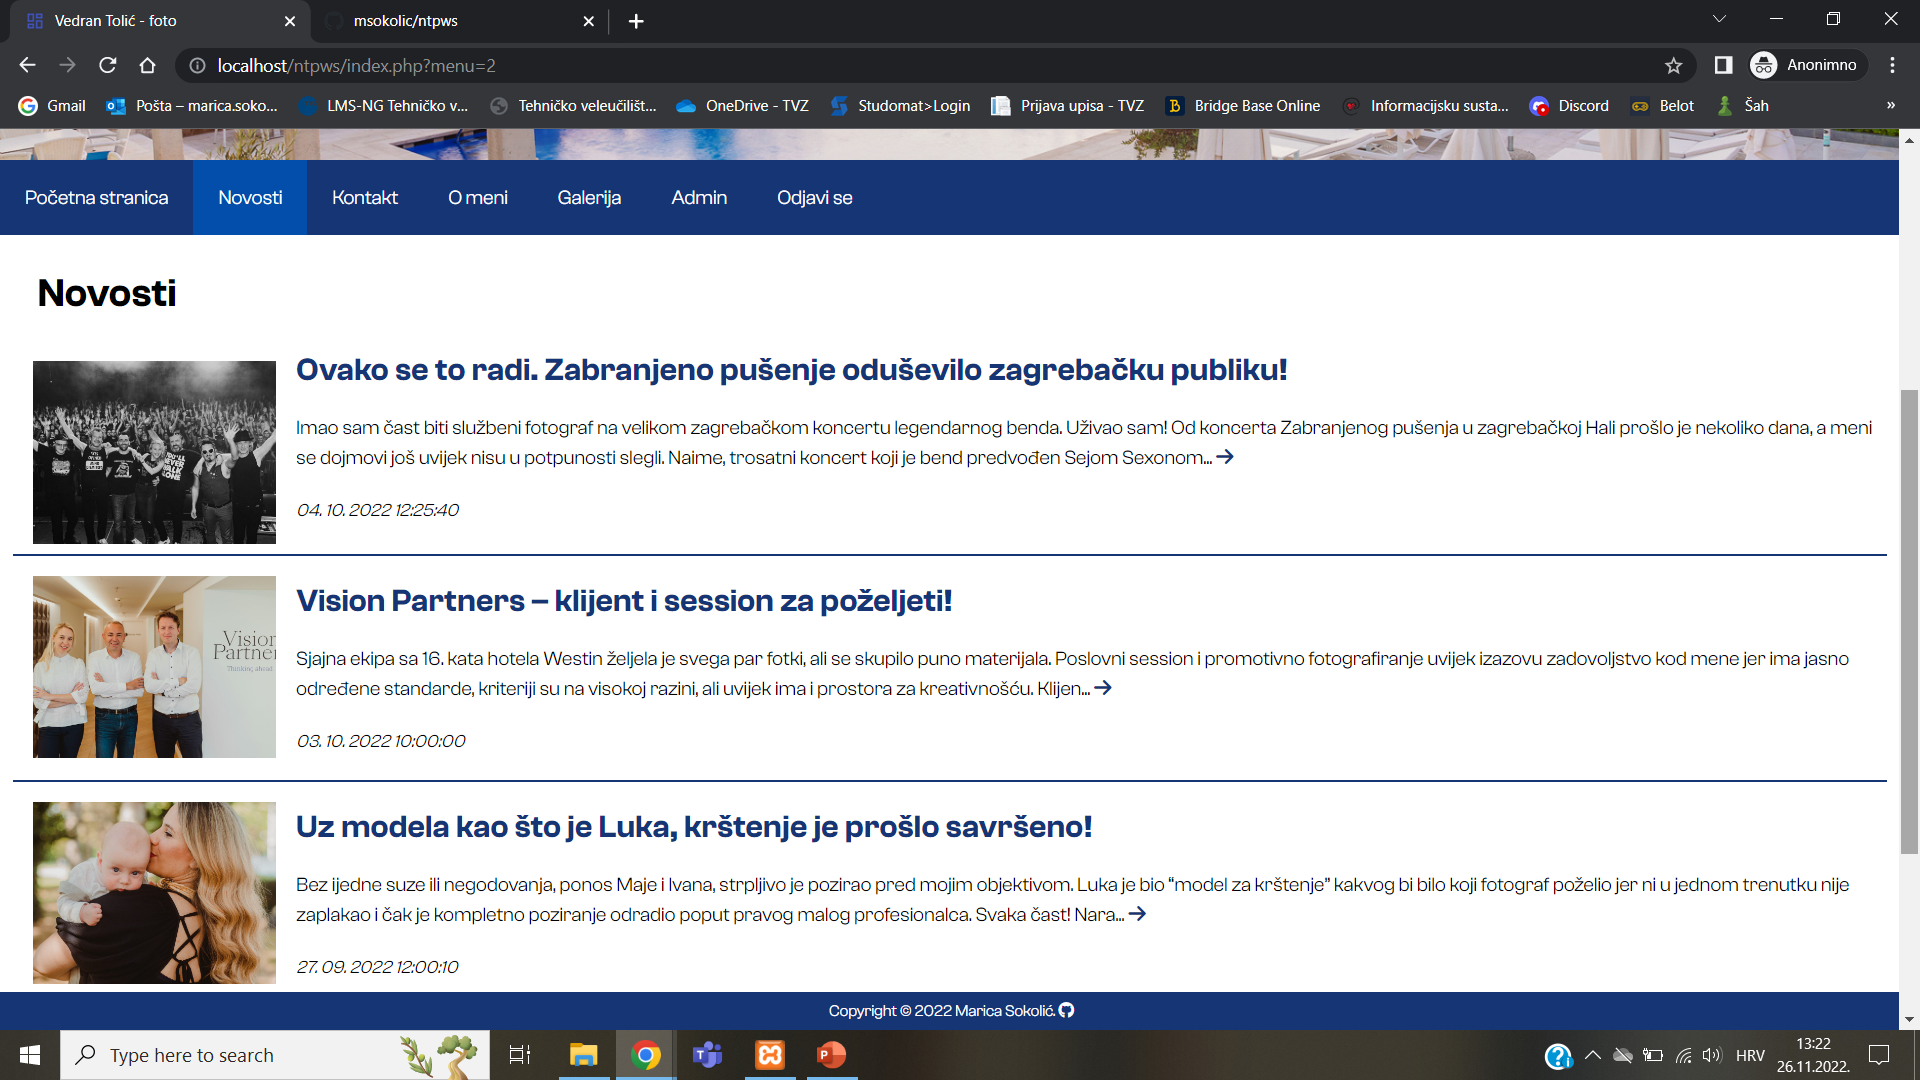 Vedran Tolić - foto
msokolic/ntpws
localhost/ntpws/index.php?menu=2
Anonimno
Gmail
Pošta – marica.soko...
LMS-NG Tehničko v...
Tehničko veleučilišt...
OneDrive - TVZ
Studomat>Login
Prijava upisa - TVZ
Bridge Base Online
Informacijsku susta...
Discord
Belot
Šah
»
Početna stranica
Novosti
Kontakt
O meni
Galerija
Admin
Odjavi se
Novosti
Ovako se to radi. Zabranjeno pušenje oduševilo zagrebačku publiku!
Imao sam čast biti službeni fotograf na velikom zagrebačkom koncertu legendarnog benda. Uživao sam! Od koncerta Zabranjenog pušenja u zagrebačkoj Hali prošlo je nekoliko dana, a meni
se dojmovi još uvijek nisu u potpunosti slegli. Naime, trosatni koncert koji je bend predvođen Sejom Sexonom...
04. 10. 2022 12:25:40
Vision
Partner
Thinking ahead
Vision Partners – klijent i session za poželjeti!
Sjajna ekipa sa 16. kata hotela Westin željela je svega par fotki, ali se skupilo puno materijala. Poslovni session i promotivno fotografiranje uvijek izazovu zadovoljstvo kod mene jer ima jasno
određene standarde, kriteriji su na visokoj razini, ali uvijek ima i prostora za kreativnošću. Klijen...
03. 10. 2022 10:00:00
Uz modela kao što je Luka, krštenje je prošlo savršeno!
Bez ijedne suze ili negodovanja, ponos Maje i Ivana, strpljivo je pozirao pred mojim objektivom. Luka je bio “model za krštenje” kakvog bi bilo koji fotograf poželio jer ni u jednom trenutku nije
zaplakao i čak je kompletno poziranje odradio poput pravog malog profesionalca. Svaka čast! Nara...
27. 09. 2022 12:00:10
Copyright © 2022 Marica Sokolić.
Type here to search
HRV
13:22
26.11.2022.